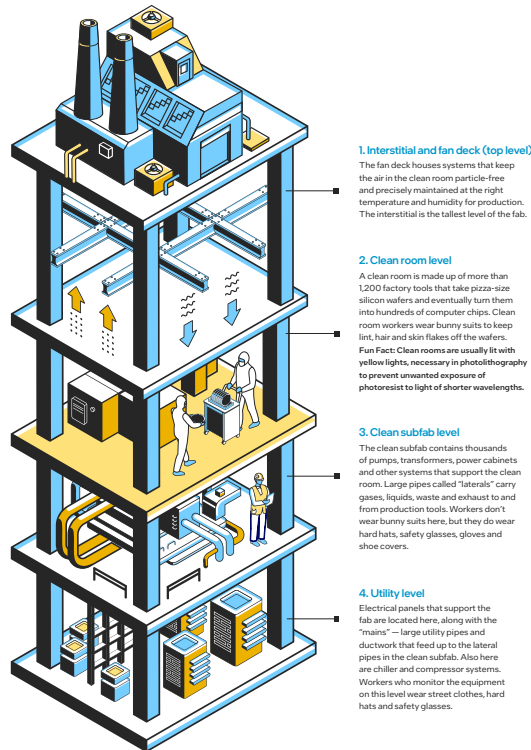 1. Interstitial and fan deck (top level)
The fan deck houses systems that keep
the air in the clean room particle-free
and precisely maintained at the right
temperature and humidity for production.
The interstitial is the tallest level of the fab.
2. Clean room level
A clean room is made up of more than
1,200 factory tools that take pizza-size
silicon wafers and eventually turn them
into hundreds of computer chips. Clean
room workers wear bunny suits to keep
lint, hair and skin flakes off the wafers.
Fun Fact: Clean rooms are usually lit with
yellow lights, necessary in photolithography
to prevent unwanted exposure of
photoresist to light of shorter wavelengths.
3. Clean subfab level
The clean subfab contains thousands
of pumps, transformers, power cabinets
and other systems that support the clean
room. Large pipes called "laterals" carry
gases, liquids, waste and exhaust to and
from production tools. Workers don't
wear bunny suits here, but they do wear
hard hats, safety glasses, gloves and
shoe covers.
4. Utility level
Electrical panels that support the
fab are located here, along with the
"mains" — large utility pipes and
ductwork that feed up to the lateral
pipes in the clean subfab. Also here
are chiller and compressor systems.
Workers who monitor the equipment
on this level wear street clothes, hard
hats and safety glasses.